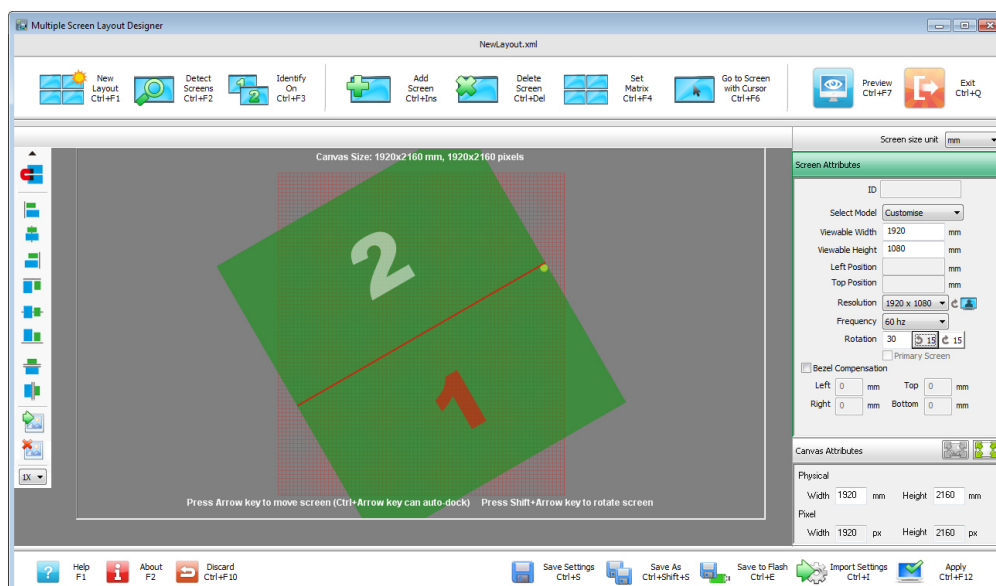 Multiple Screen Layout Designer
NewLayout.xml
New Layout Ctrl+F1
Detect Screens Ctrl+F2
Identify On Ctrl+F3
Add Screen Ctrl+Ins
Delete Screen Ctrl+Del
Set Matrix Ctrl+F4
Go to Screen with Cursor Ctrl+F6
Preview Ctrl+F7
Exit Ctrl+Q
Screen size unit mm
Canvas Size: 1920x2160 mm, 1920x2160 pixels
2
1
Press Arrow key to move screen (Ctrl+Arrow key can auto-dock) Press Shift+Arrow key to rotate screen
1X
Screen Attributes
ID
Select Model Customise
Viewable Width 1920 mm
Viewable Height 1080 mm
Left Position mm
Top Position mm
Resolution 1920 x 1080
Frequency 60 hz
Rotation 30 15 15
Primary Screen
Bezel Compensation
Left 0 mm Top 0 mm
Right 0 mm Bottom 0 mm
Canvas Attributes
Physical
Width 1920 mm Height 2160 mm
Pixel
Width 1920 px Height 2160 px
Help F1
About F2
Discard Ctrl+F10
Save Settings Ctrl+S
Save As Ctrl+Shift+S
Save to Flash Ctrl+E
Import Settings Ctrl+I
Apply Ctrl+F12